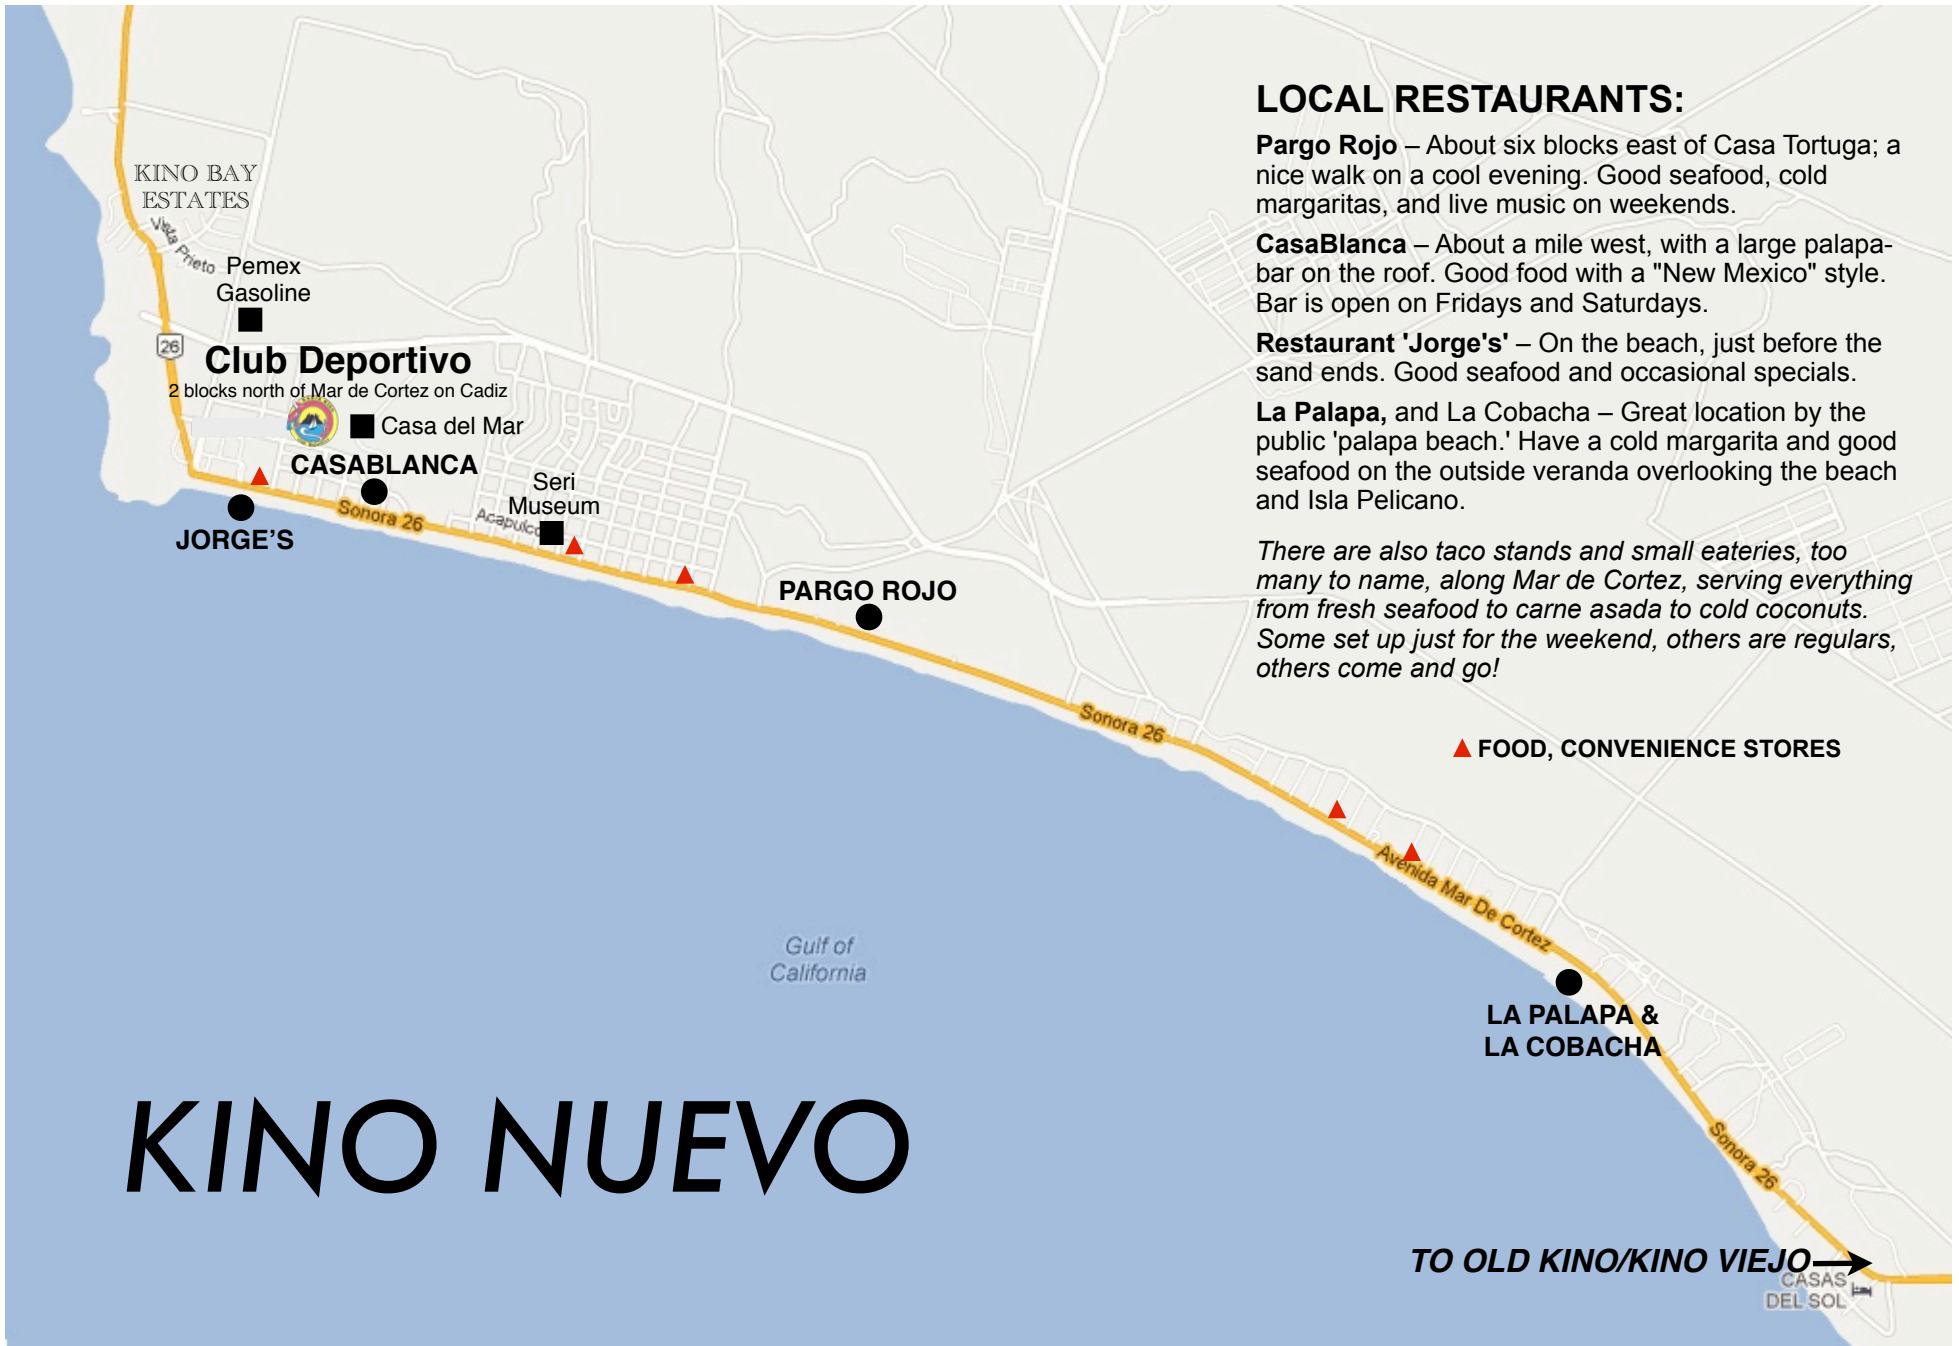 LOCAL RESTAURANTS:
Pargo Rojo – About six blocks east of Casa Tortuga; a
nice walk on a cool evening. Good seafood, cold
margaritas, and live music on weekends.
CasaBlanca – About a mile west, with a large palapa-
bar on the roof. Good food with a "New Mexico" style.
Bar is open on Fridays and Saturdays.
Restaurant 'Jorge's' – On the beach, just before the
sand ends. Good seafood and occasional specials.
La Palapa, and La Cobacha – Great location by the
public 'palapa beach.' Have a cold margarita and good
seafood on the outside veranda overlooking the beach
and Isla Pelicano.
There are also taco stands and small eateries, too
many to name, along Mar de Cortez, serving everything
from fresh seafood to carne asada to cold coconuts.
Some set up just for the weekend, others are regulars,
others come and go!
FOOD, CONVENIENCE STORES
KINO BAY
ESTATES
Vista Prieto
Pemex
Gasoline
26
Club Deportivo
2 blocks north of Mar de Cortez on Cadiz
Casa del Mar
CASABLANCA
JORGE'S
Sonora 26
Seri
Museum
Acapulco
PARGO ROJO
Sonora 26
Avenida Mar De Cortez
Gulf of
California
LA PALAPA &
LA COBACHA
Sonora 26
KINO NUEVO
TO OLD KINO/KINO VIEJO
CASAS
DEL SOL